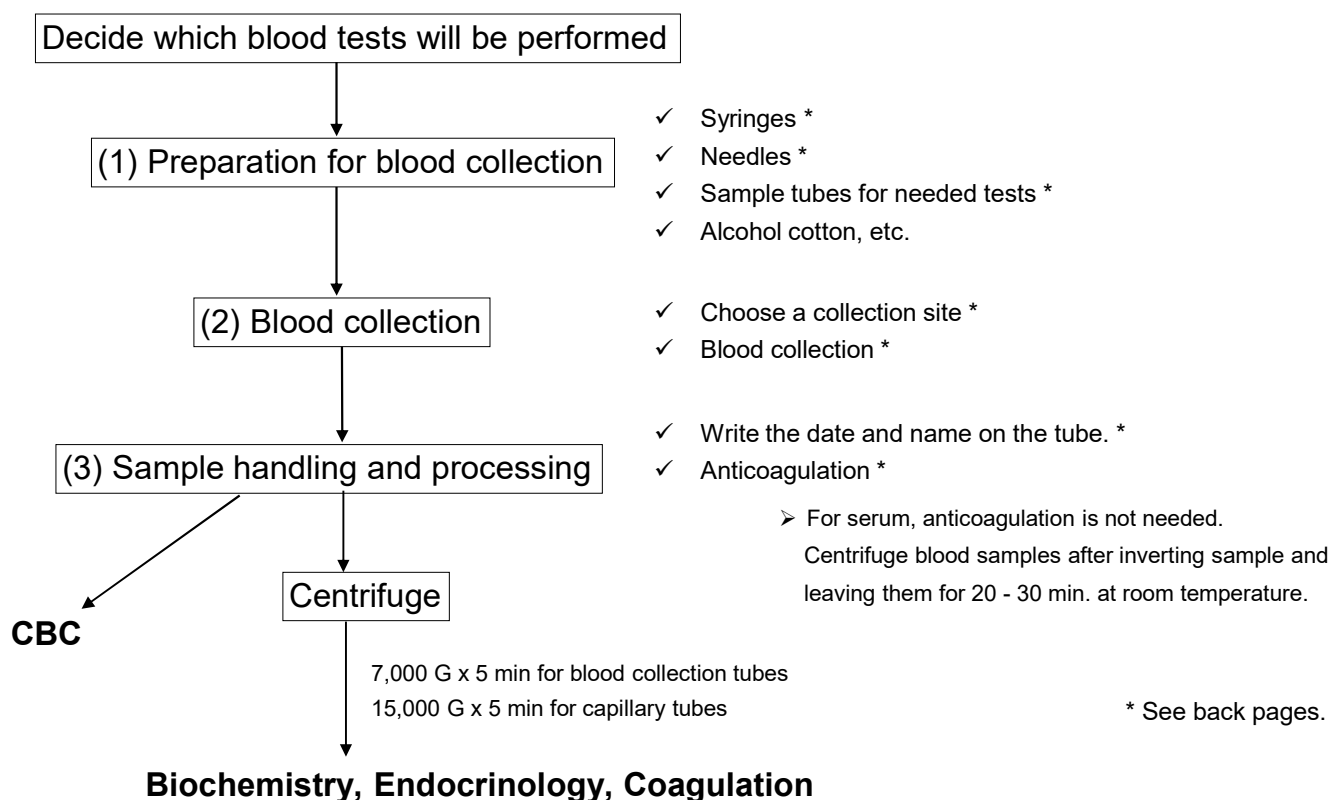 Decide which blood tests will be performed
(1) Preparation for blood collection
✓ Syringes *
✓ Needles *
✓ Sample tubes for needed tests *
✓ Alcohol cotton, etc.
(2) Blood collection
✓ Choose a collection site *
✓ Blood collection *
(3) Sample handling and processing
✓ Write the date and name on the tube. *
✓ Anticoagulation *
➢ For serum, anticoagulation is not needed.
Centrifuge blood samples after inverting sample and
leaving them for 20 - 30 min. at room temperature.
Centrifuge
CBC
7,000 G x 5 min for blood collection tubes
15,000 G x 5 min for capillary tubes
* See back pages.
Biochemistry, Endocrinology, Coagulation